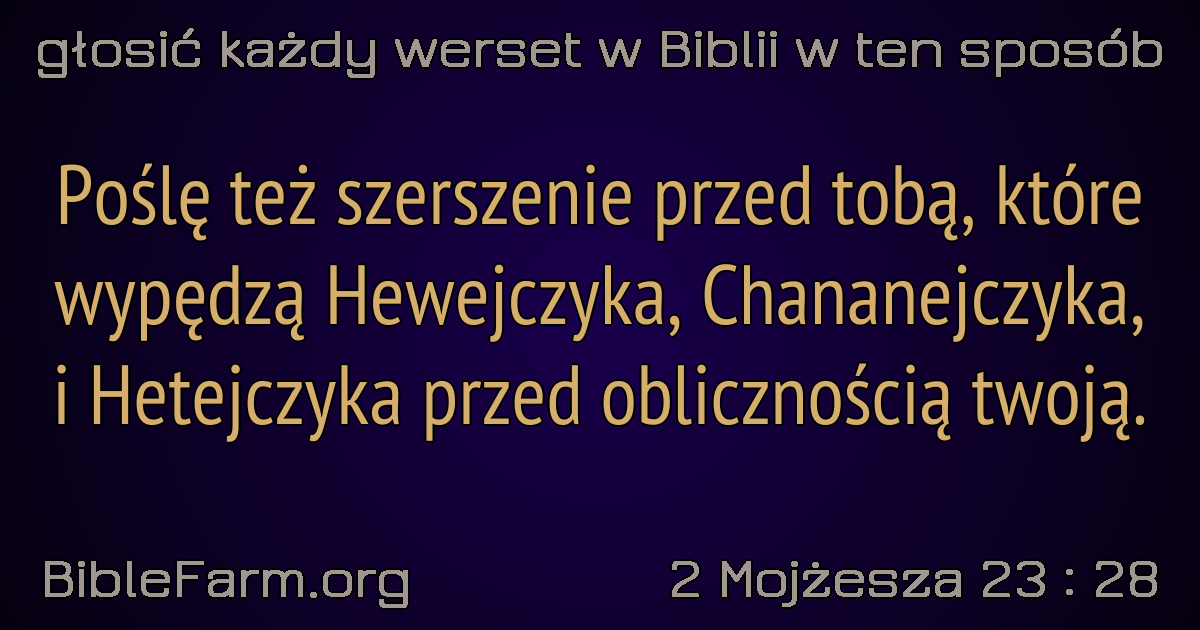 głosić każdy werset w Biblii w ten sposób
Poślę też szerszenie przed tobą, które
wypędzą Hewejczyka, Chananejczyka,
i Hetejczyka przed oblicznością twoją.
BibleFarm.org
2 Mojżesza 23 : 28